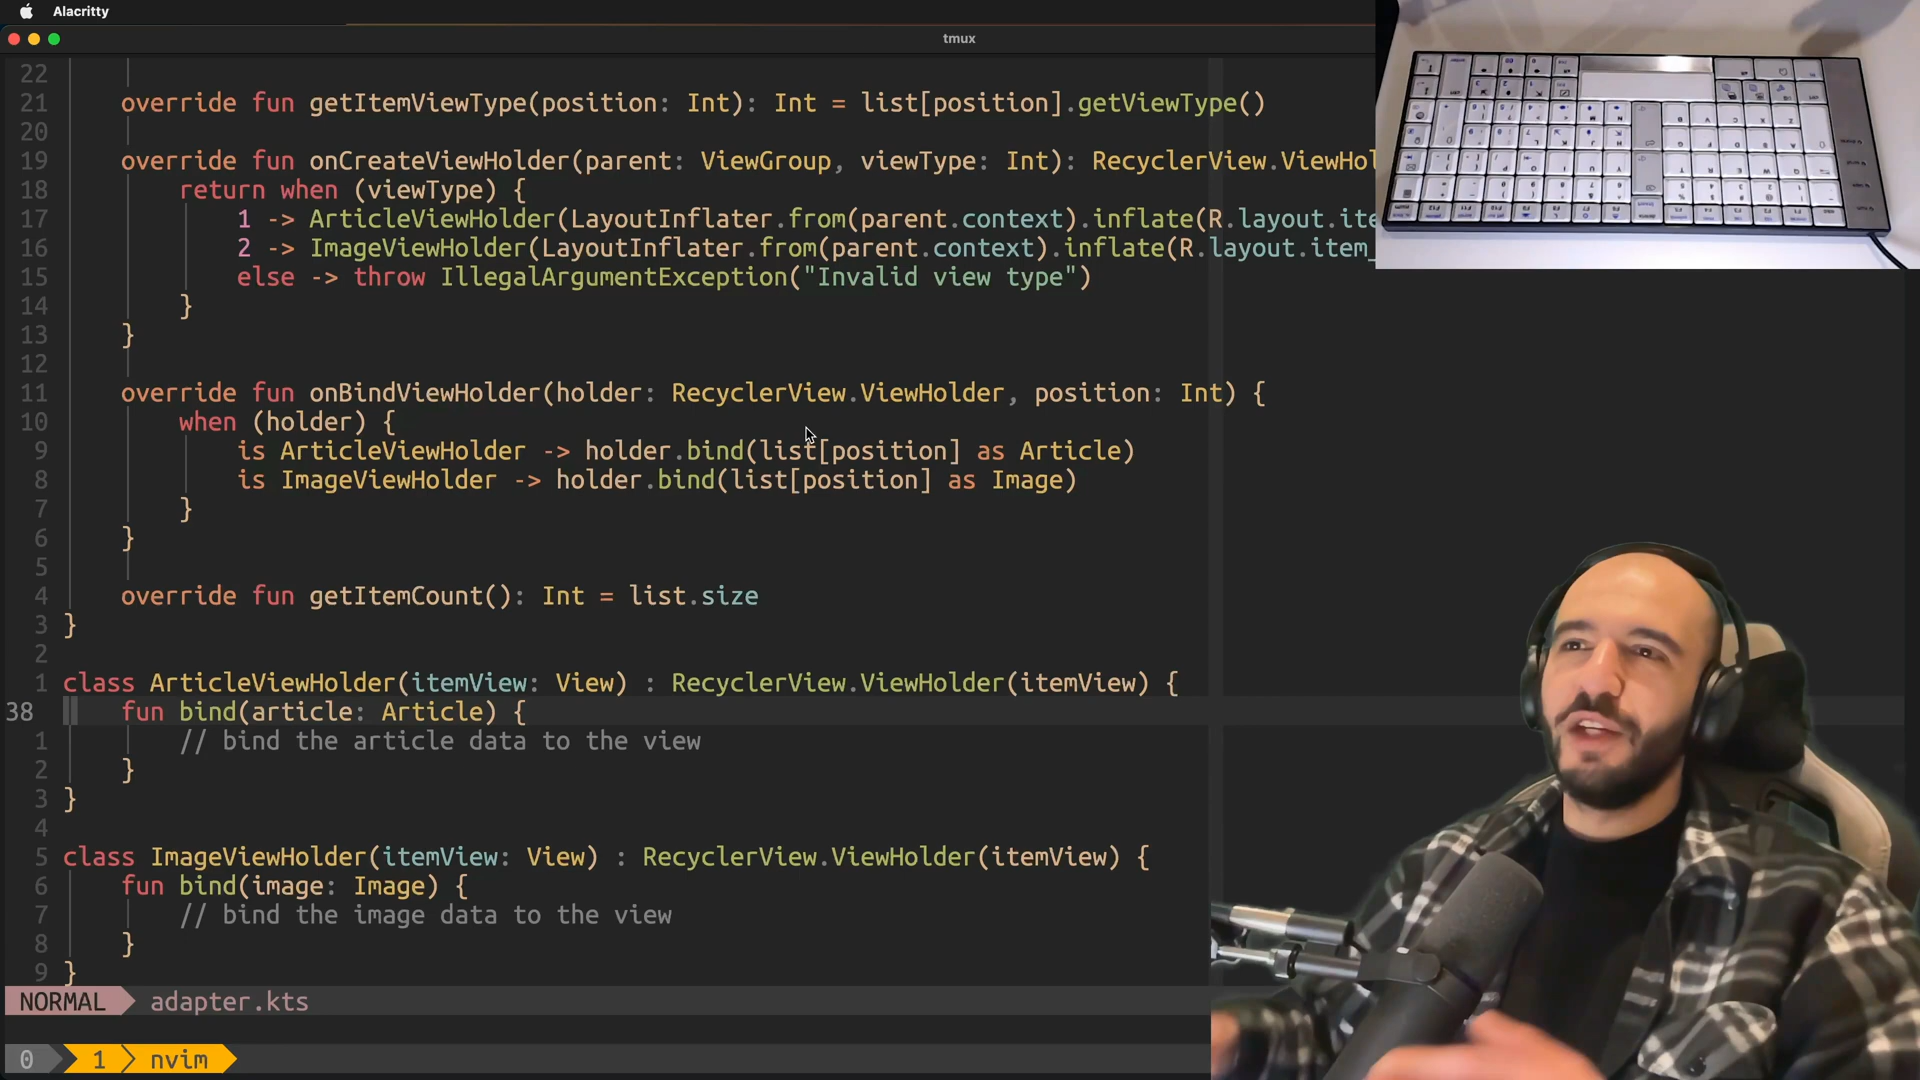 Alacritty
tmux
22
21 override fun getItemViewType(position: Int): Int = list[position].getViewType()
20
19 override fun onCreateViewHolder(parent: ViewGroup, viewType: Int): RecyclerView.ViewHol
18 return when (viewType) {
17 1 -> ArticleViewHolder(LayoutInflater.from(parent.context).inflate(R.layout.ite
16 2 -> ImageViewHolder(LayoutInflater.from(parent.context).inflate(R.layout.item_
15 else -> throw IllegalArgumentException("Invalid view type")
14 }
13 }
12
11 override fun onBindViewHolder(holder: RecyclerView.ViewHolder, position: Int) {
10 when (holder) {
9 is ArticleViewHolder -> holder.bind(list[position] as Article)
8 is ImageViewHolder -> holder.bind(list[position] as Image)
7 }
6 }
5
4 override fun getItemCount(): Int = list.size
3 }
2
1 class ArticleViewHolder(itemView: View) : RecyclerView.ViewHolder(itemView) {
38 fun bind(article: Article) {
1 // bind the article data to the view
2 }
3 }
4
5 class ImageViewHolder(itemView: View) : RecyclerView.ViewHolder(itemView) {
6 fun bind(image: Image) {
7 // bind the image data to the view
8 }
9 }
NORMAL adapter.kts
0 1 nvim